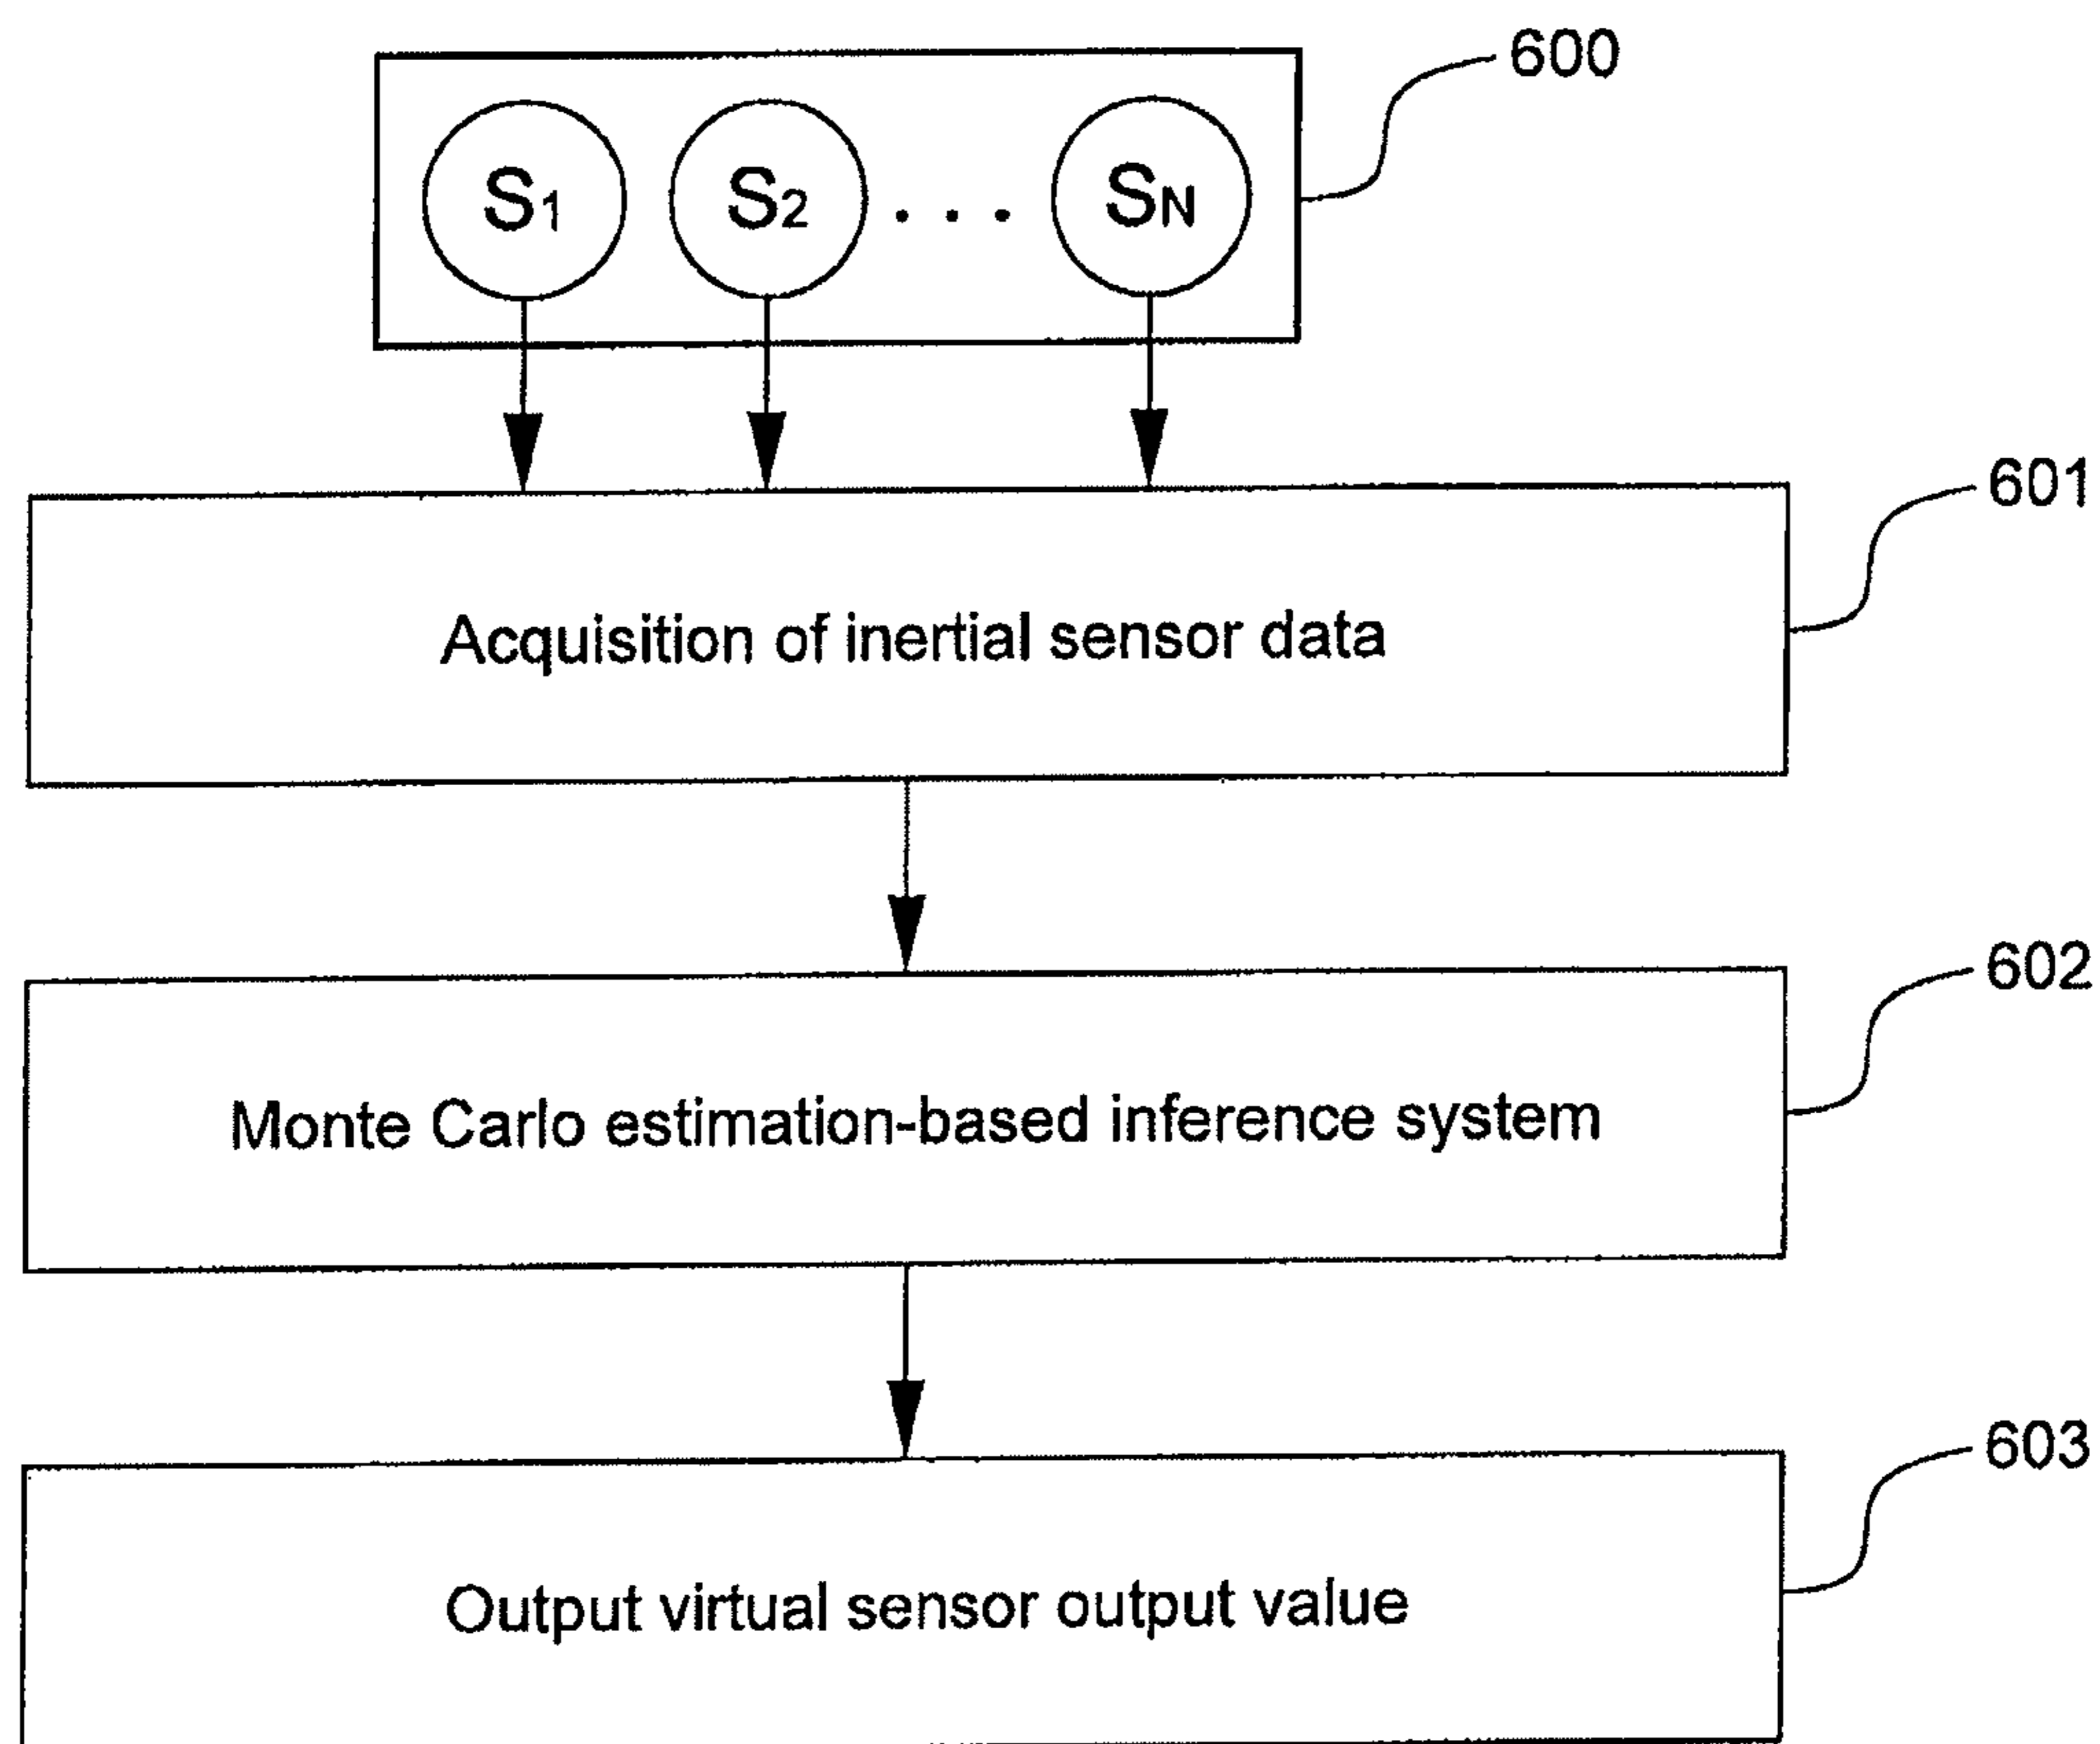 600
S1 S2 . . . SN
601
Acquisition of inertial sensor data
602
Monte Carlo estimation-based inference system
603
Output virtual sensor output value